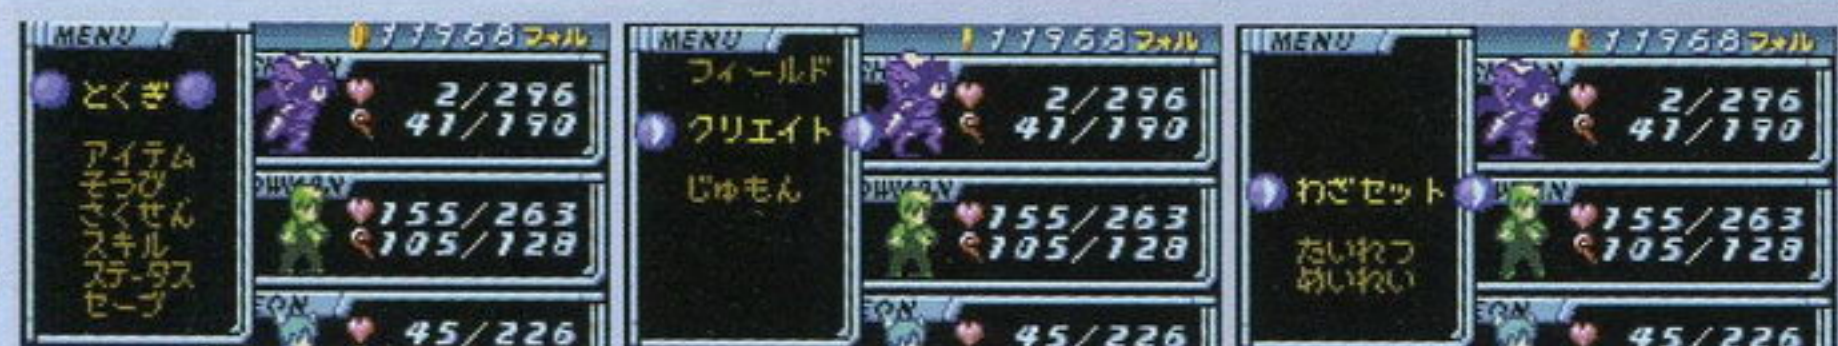 MENU
とくぎ
アイテム
そうび
さくせん
スキル
ステータス
セーブ
11968フォル
2/296
41/190
155/263
105/128
45/226
MENU
フィールド
クリエイト
じゅもん
11968フォル
2/296
41/190
155/263
105/128
45/226
MENU
わざセット
たいれつ
めいれい
11968フォル
2/296
41/190
155/263
105/128
45/226